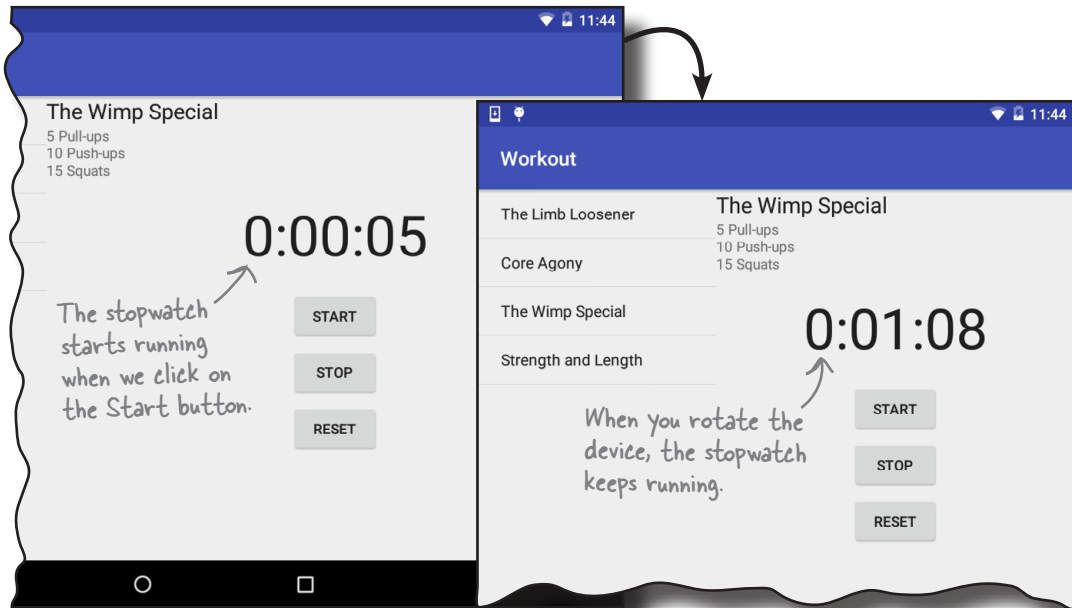 11:44
The Wimp Special
5 Pull-ups
10 Push-ups
15 Squats
0:00:05
The stopwatch
starts running
when we click on
the Start button.
START
STOP
RESET
11:44
Workout
The Limb Loosener
Core Agony
The Wimp Special
Strength and Length
The Wimp Special
5 Pull-ups
10 Push-ups
15 Squats
0:01:08
When you rotate the
device, the stopwatch
keeps running.
START
STOP
RESET